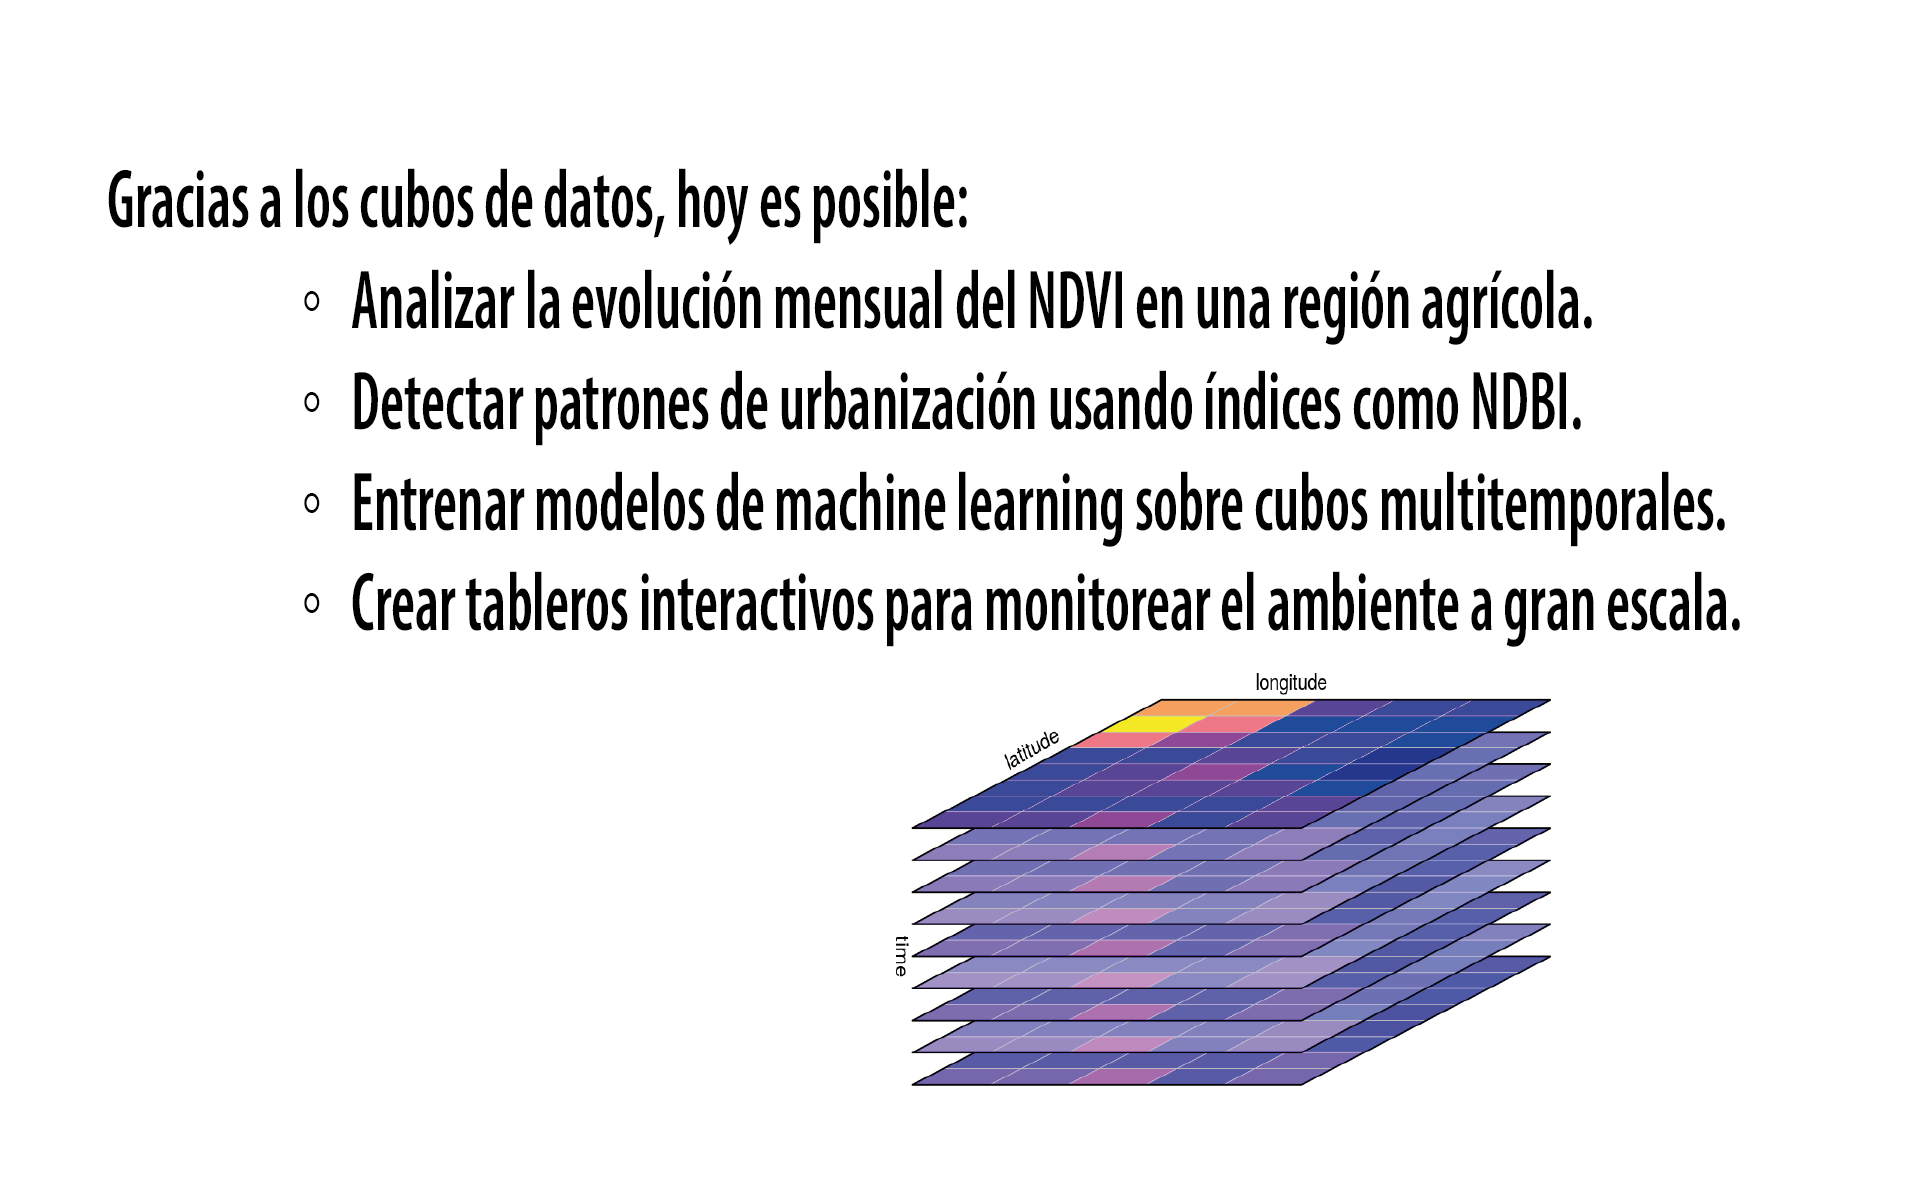 Gracias a los cubos de datos, hoy es posible:
◦ Analizar la evolución mensual del NDVI en una región agrícola.
◦ Detectar patrones de urbanización usando índices como NDBI.
◦ Entrenar modelos de machine learning sobre cubos multitemporales.
◦ Crear tableros interactivos para monitorear el ambiente a gran escala.
longitude
latitude
time